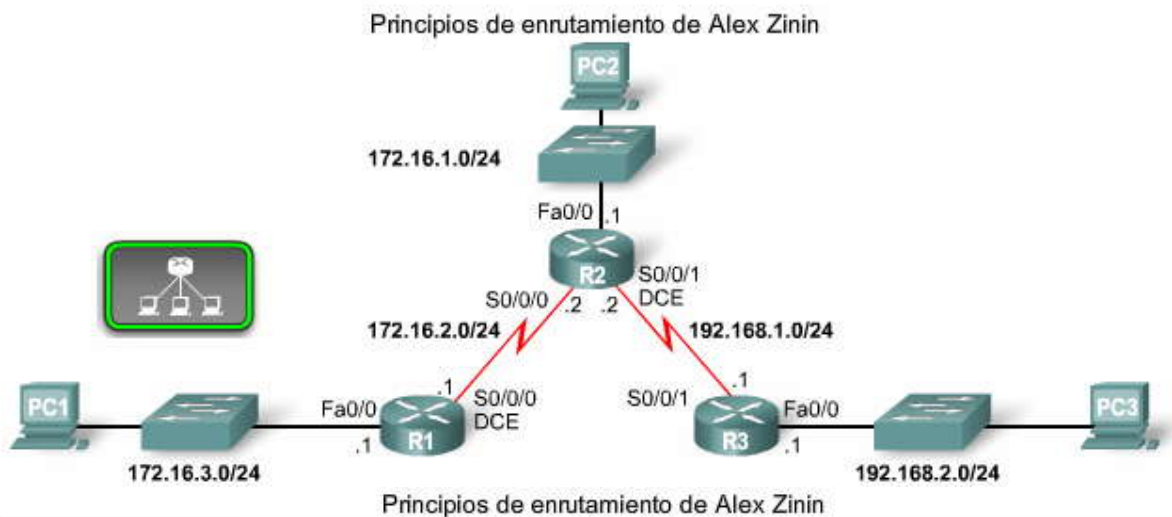 Principios de enrutamiento de Alex Zinin
PC2
172.16.1.0/24
Fa0/0
.1
R2
S0/0/1
DCE
S0/0/0
.2
.2
172.16.2.0/24
192.168.1.0/24
.1
S0/0/0
DCE
.1
S0/0/1
PC1
Fa0/0
.1
R1
R3
Fa0/0
.1
PC3
172.16.3.0/24
192.168.2.0/24
Principios de enrutamiento de Alex Zinin